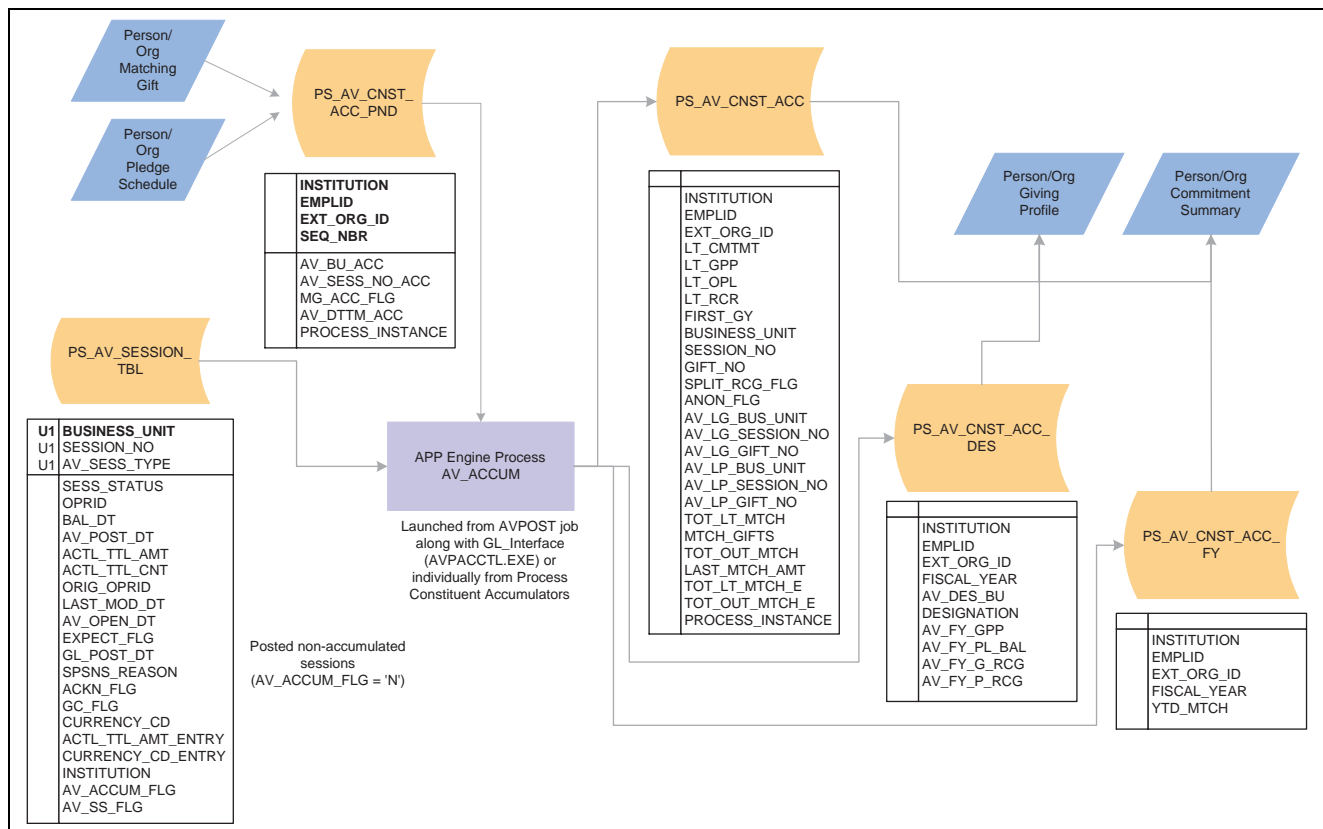 Person/
Org
Matching
Gift
Person/
Org
Pledge
Schedule
PS_AV_CNST_
ACC_PND
INSTITUTION
EMPLID
EXT_ORG_ID
SEQ_NBR
AV_BU_ACC
AV_SESS_NO_ACC
MG_ACC_FLG
AV_DTTM_ACC
PROCESS_INSTANCE
PS_AV_SESSION_
TBL
U1 BUSINESS_UNIT
U1 SESSION_NO
U1 AV_SESS_TYPE
SESS_STATUS
OPRID
BAL_DT
AV_POST_DT
ACTL_TTL_AMT
ACTL_TTL_CNT
ORIG_OPRID
LAST_MOD_DT
AV_OPEN_DT
EXPECT_FLG
GL_POST_DT
SPSNS_REASON
ACKN_FLG
GC_FLG
CURRENCY_CD
ACTL_TTL_AMT_ENTRY
CURRENCY_CD_ENTRY
INSTITUTION
AV_ACCUM_FLG
AV_SS_FLG
APP Engine Process
AV_ACCUM
Launched from AVPOST job
along with GL_Interface
(AVPACCTL.EXE) or
individually from Process
Constituent Accumulators
Posted non-accumulated
sessions
(AV_ACCUM_FLG = 'N')
PS_AV_CNST_ACC
INSTITUTION
EMPLID
EXT_ORG_ID
LT_CMTMT
LT_GPP
LT_OPL
LT_RCR
FIRST_GY
BUSINESS_UNIT
SESSION_NO
GIFT_NO
SPLIT_RCG_FLG
ANON_FLG
AV_LG_BUS_UNIT
AV_LG_SESSION_NO
AV_LG_GIFT_NO
AV_LP_BUS_UNIT
AV_LP_SESSION_NO
AV_LP_GIFT_NO
TOT_LT_MTCH
MTCH_GIFTS
TOT_OUT_MTCH
LAST_MTCH_AMT
TOT_LT_MTCH_E
TOT_OUT_MTCH_E
PROCESS_INSTANCE
Person/Org
Giving
Profile
Person/Org
Commitment
Summary
PS_AV_CNST_ACC_
DES
INSTITUTION
EMPLID
EXT_ORG_ID
FISCAL_YEAR
AV_DES_BU
DESIGNATION
AV_FY_GPP
AV_FY_PL_BAL
AV_FY_G_RCG
AV_FY_P_RCG
PS_AV_CNST_ACC_
FY
INSTITUTION
EMPLID
EXT_ORG_ID
FISCAL_YEAR
YTD_MTCH